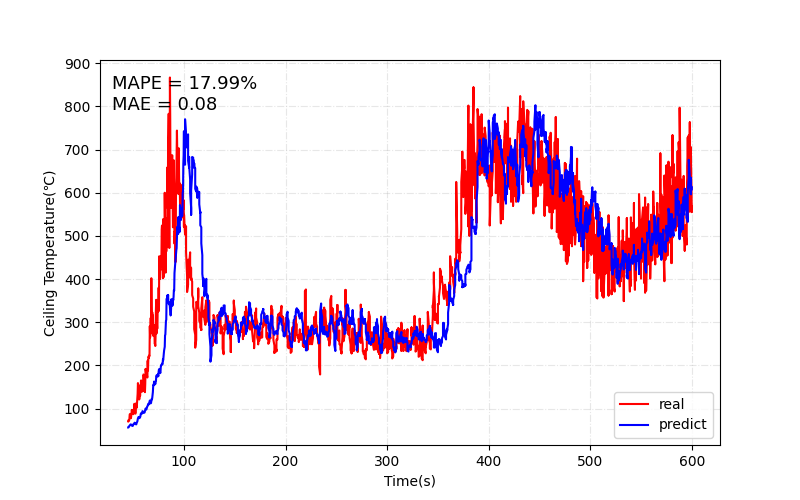 MAPE = 17.99%
MAE = 0.08
Ceiling Temperature(℃)
900
800
700
600
500
400
300
200
100
100 200 300 400 500 600
Time(s)
real
predict